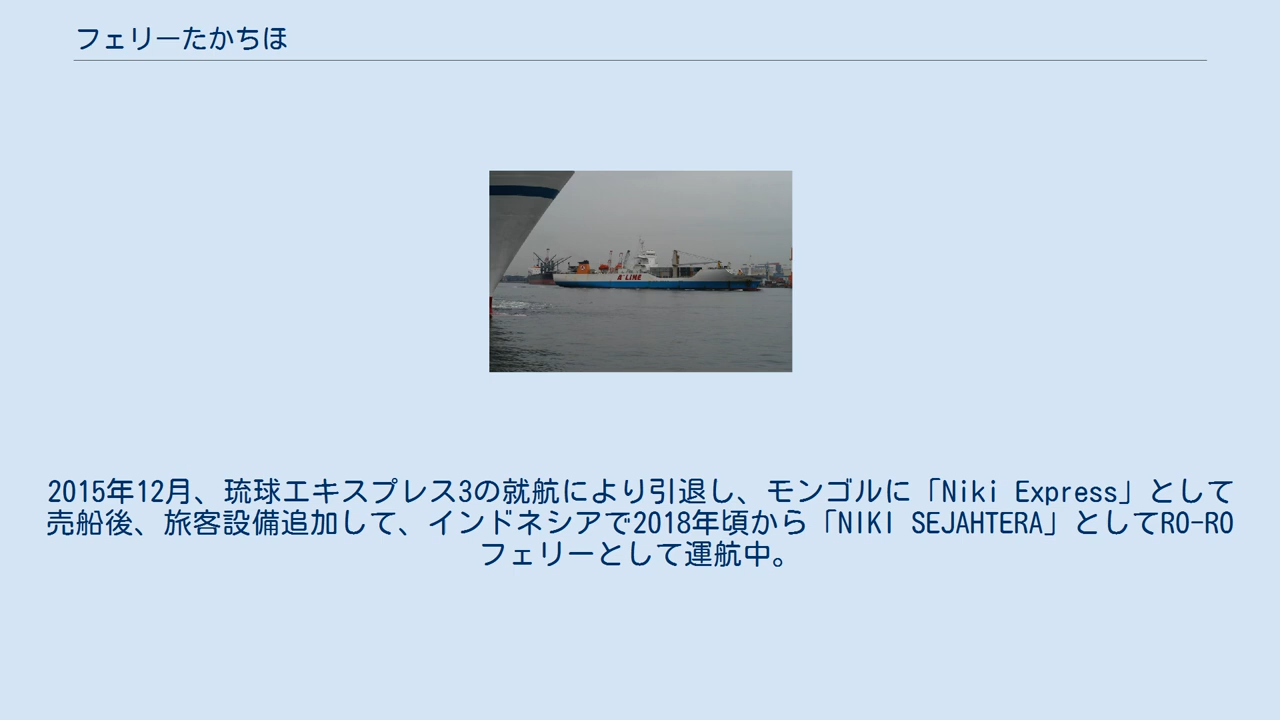 フェリーたかちほ
A"LINE
2015年12月、琉球エキスプレス3の就航により引退し、モンゴルに「Niki Express」として
売船後、旅客設備追加して、インドネシアで2018年頃から「NIKI SEJAHTERA」としてRO-RO
フェリーとして運航中。